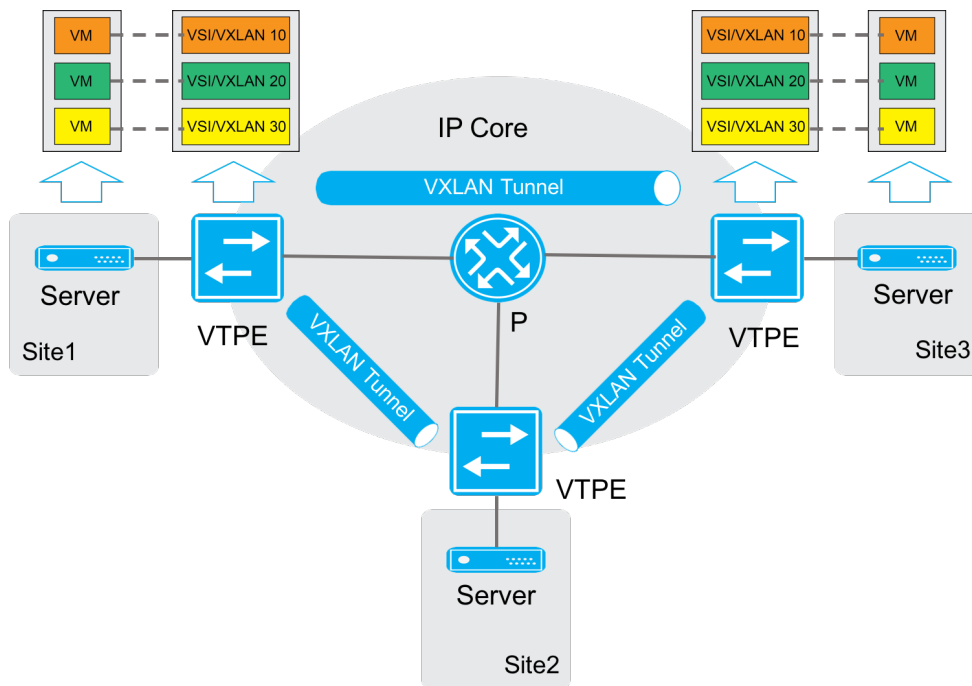 VM
VSI/VXLAN 10
VSI/VXLAN 10
VM
VM
VSI/VXLAN 20
VSI/VXLAN 20
VM
VM
VSI/VXLAN 30
VSI/VXLAN 30
VM
IP Core
VXLAN Tunnel
Server
Site1
VTPE
P
VTPE
Server
Site3
VXLAN Tunnel
VXLAN Tunnel
VTPE
Server
Site2